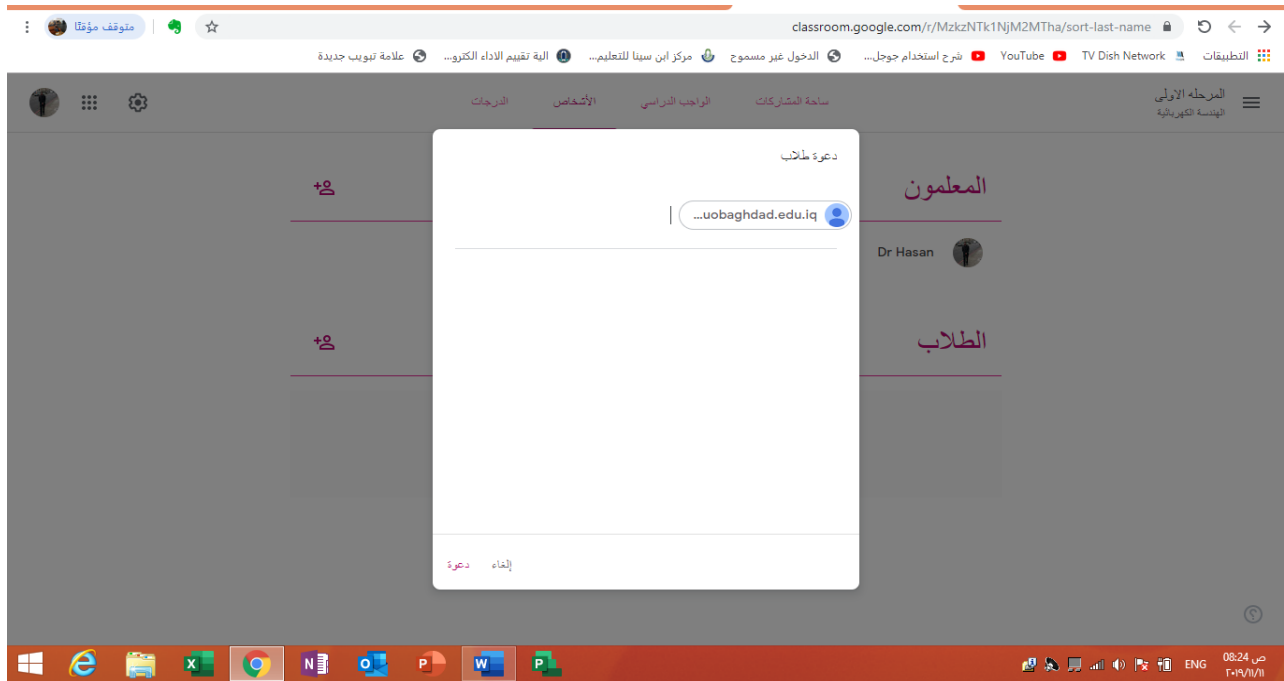 متوقف مؤقتًا
classroom.google.com/r/MzkzNTk1NjM2MTha/sort-last-name
التطبيقات
TV Dish Network
YouTube
شرح استخدام جوجل...
الدخول غير مسموح
مركز ابن سينا للتعليم...
الية تقييم الاداء الكترو...
علامة تبويب جديدة
المرحله الاولى
الهندسة الكهربائية
ساحة المشاركات
الواجب الدراسي
الأشخاص
الدرجات
دعوة طلاب
...uobaghdad.edu.iq
المعلمون
Dr Hasan
الطلاب
إلغاء
دعوة
ENG
08:24 ص
٢٠١٩/١١/١١